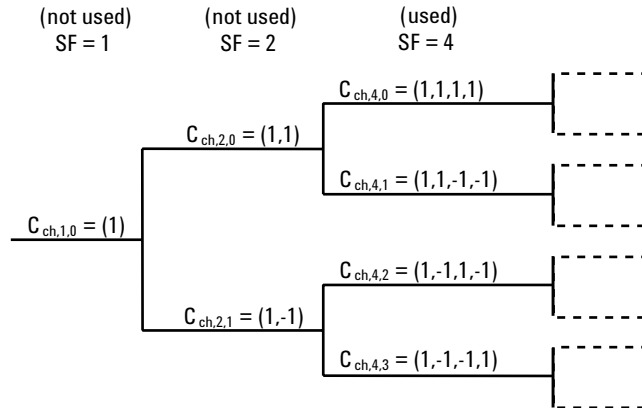 (not used) (not used) (used)
SF = 1 SF = 2 SF = 4
C ch,4,0 = (1,1,1,1)
C ch,2,0 = (1,1)
C ch,4,1 = (1,1,-1,-1)
C ch,1,0 = (1)
C ch,4,2 = (1,-1,1,-1)
C ch,2,1 = (1,-1)
C ch,4,3 = (1,-1,-1,1)